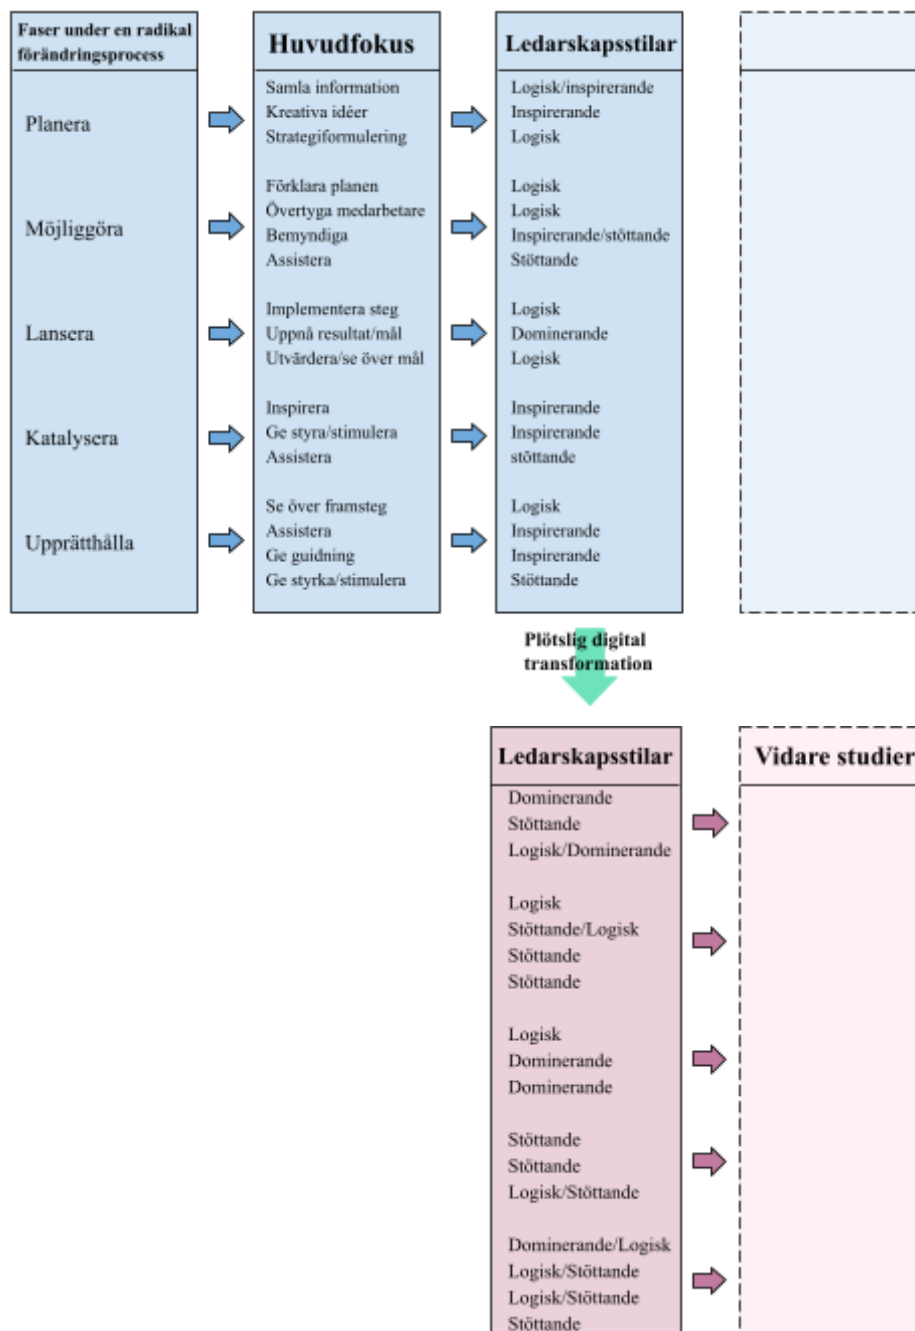 Faser under en radikal
förändringsprocess
Planera
Möjliggöra
Lansera
Katalysera
Upprätthålla
Huvudfokus
Samla information
Kreativa idéer
Strategiformulering
Förklara planen
Övertyga medarbetare
Bemyndiga
Assistera
Implementera steg
Uppnå resultat/mål
Utvärdera/se över mål
Inspirera
Ge styra/stimulera
Assistera
Se över framsteg
Assistera
Ge guidning
Ge styrka/stimulera
Ledarskapsstilar
Logisk/inspirerande
Inspirerande
Logisk
Logisk
Logisk
Inspirerande/stöttande
Stöttande
Logisk
Dominerande
Logisk
Inspirerande
Inspirerande
stöttande
Logisk
Inspirerande
Inspirerande
Stöttande
Plötslig digital
transformation
Ledarskapsstilar
Dominerande
Stöttande
Logisk/Dominerande
Logisk
Stöttande/Logisk
Stöttande
Stöttande
Logisk
Dominerande
Dominerande
Stöttande
Stöttande
Logisk/Stöttande
Dominerande/Logisk
Logisk/Stöttande
Logisk/Stöttande
Stöttande
Vidare studier